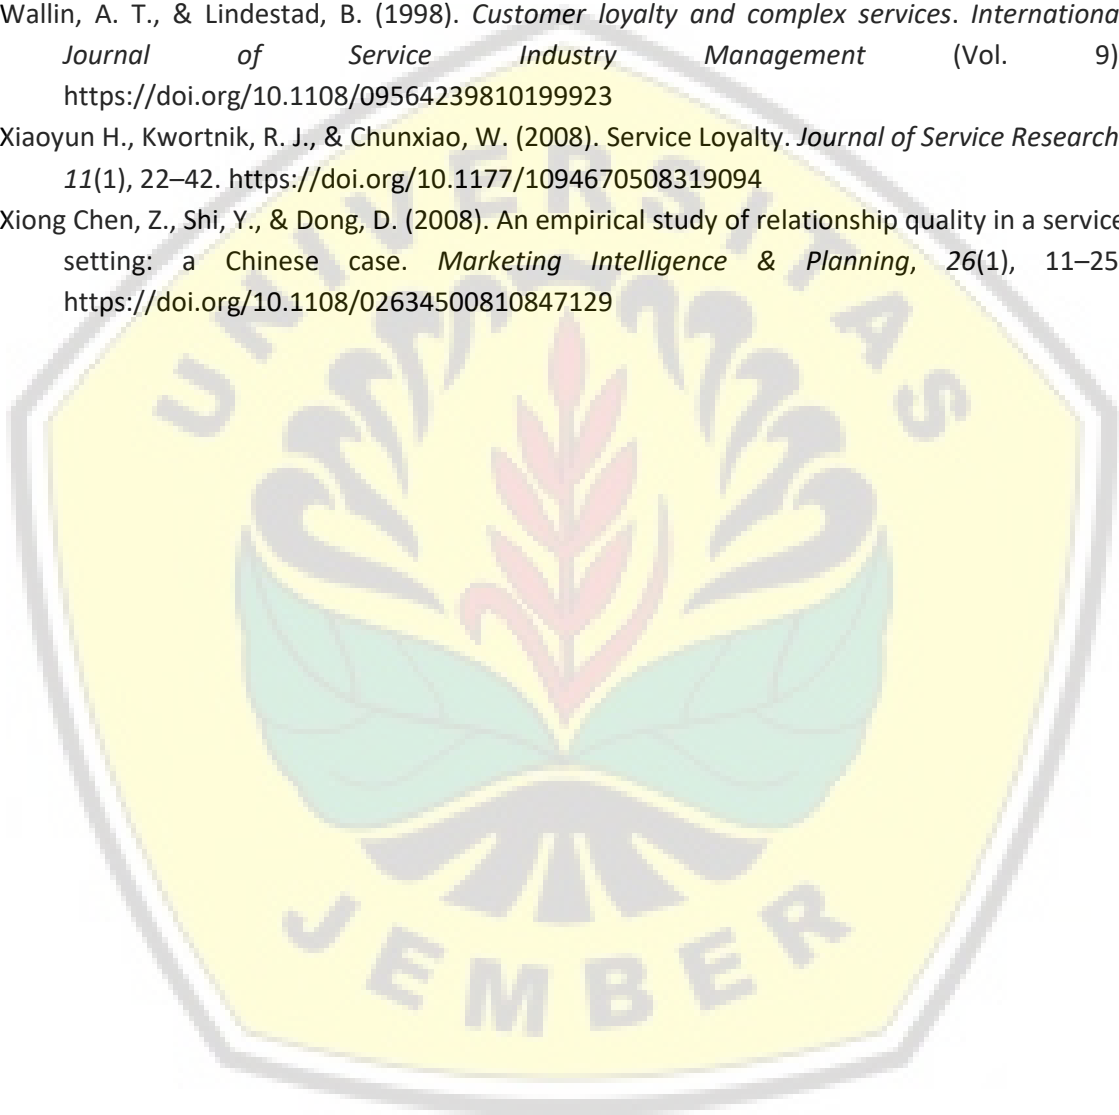 Wallin, A. T., & Lindestad, B. (1998). Customer loyalty and complex services. Internationa
Journal of Service Industry Management (Vol. 9)
https://doi.org/10.1108/09564239810199923
Xiaoyun H., Kwortnik, R. J., & Chunxiao, W. (2008). Service Loyalty. Journal of Service Research
11(1), 22–42. https://doi.org/10.1177/1094670508319094
Xiong Chen, Z., Shi, Y., & Dong, D. (2008). An empirical study of relationship quality in a service
setting: a Chinese case. Marketing Intelligence & Planning, 26(1), 11–25
https://doi.org/10.1108/02634500810847129
UNIVERSITAS
JEMBER